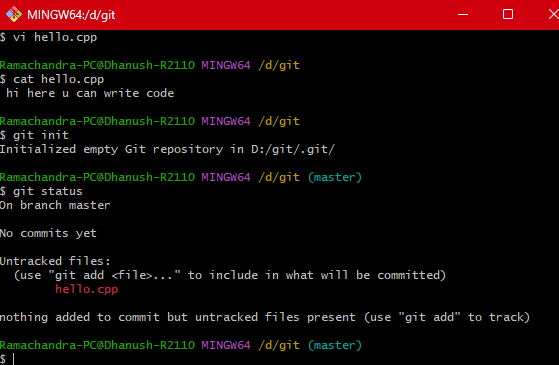 MINGW64:/d/git
$ vi hello.cpp
Ramachandra-PC@Dhanush-R2110 MINGW64 /d/git
$ cat hello.cpp
 hi here u can write code
Ramachandra-PC@Dhanush-R2110 MINGW64 /d/git
$ git init
Initialized empty Git repository in D:/git/.git/
Ramachandra-PC@Dhanush-R2110 MINGW64 /d/git (master)
$ git status
On branch master
No commits yet
Untracked files:
  (use "git add <file>..." to include in what will be committed)
        hello.cpp
nothing added to commit but untracked files present (use "git add" to track)
Ramachandra-PC@Dhanush-R2110 MINGW64 /d/git (master)
$